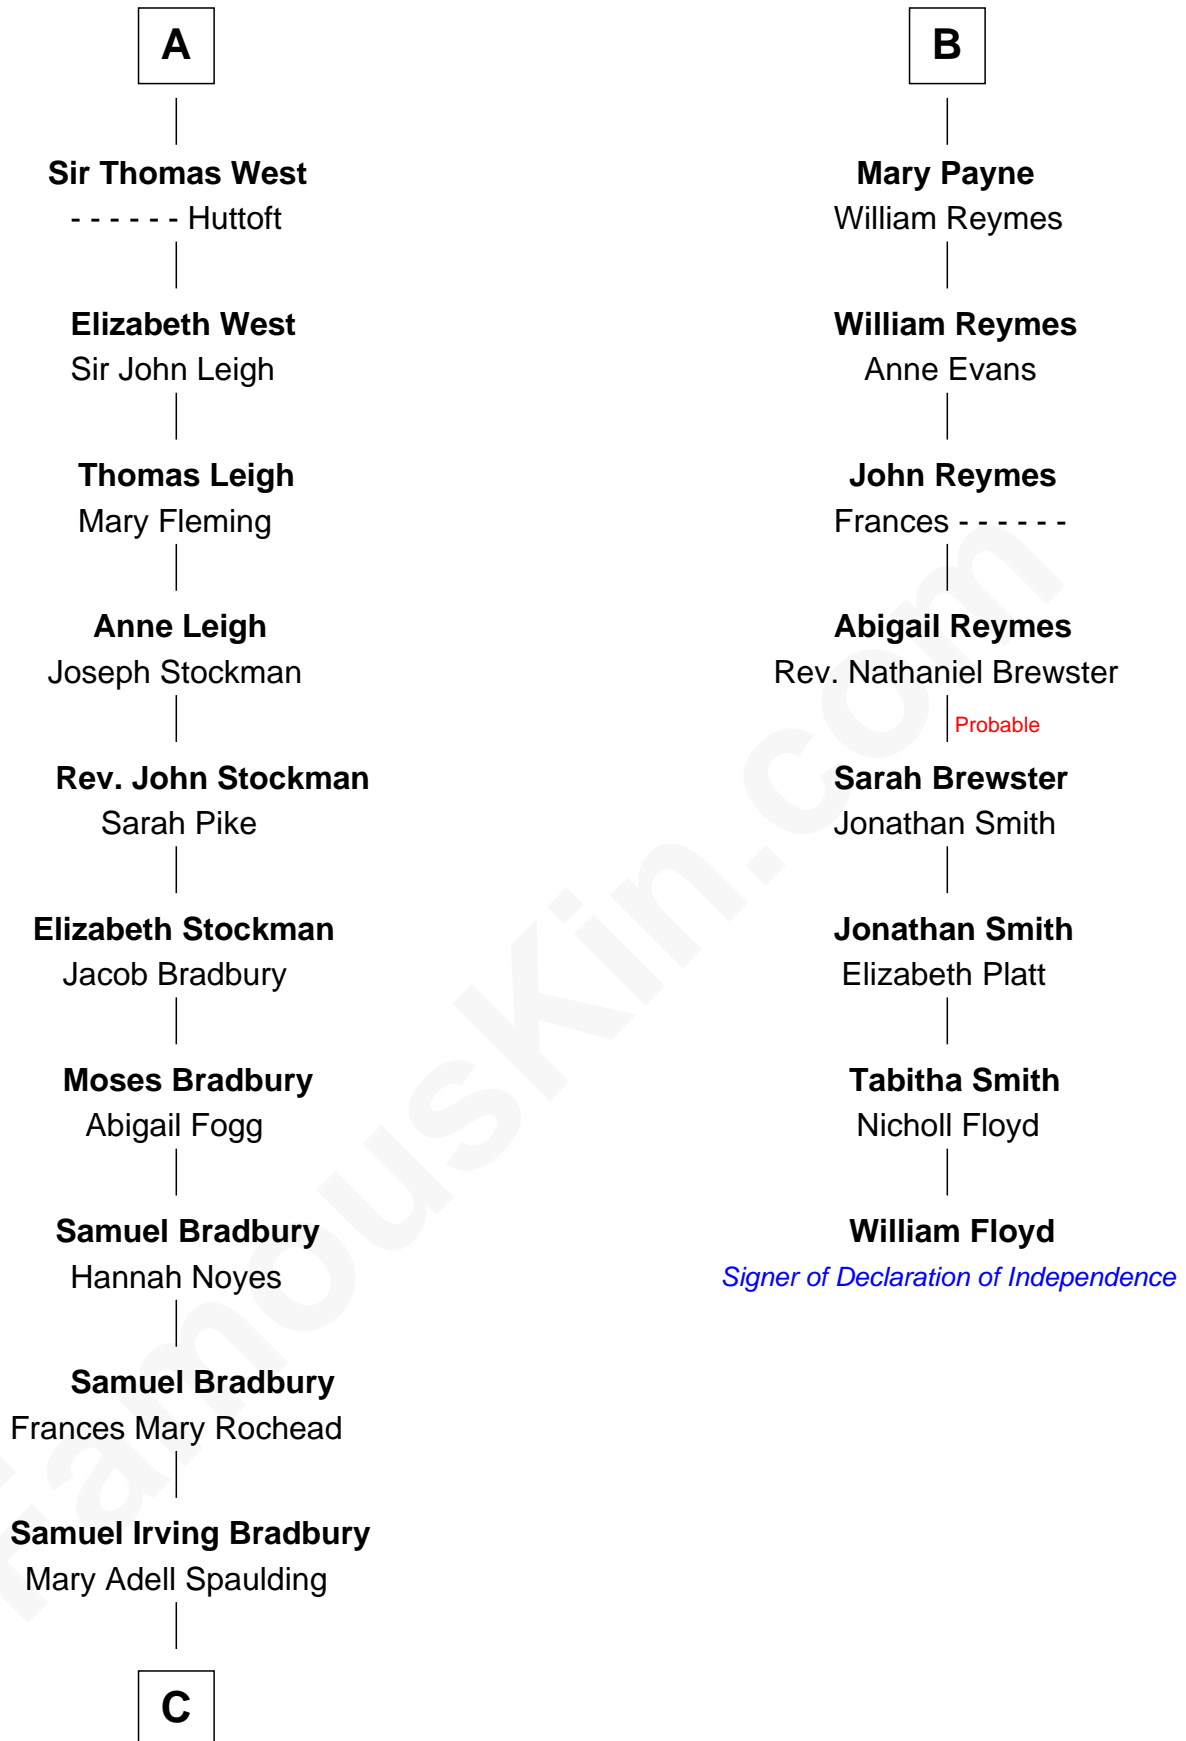 A
Sir Thomas West
- - - - - - Huttoft
Elizabeth West
Sir John Leigh
Thomas Leigh
Mary Fleming
Anne Leigh
Joseph Stockman
Rev. John Stockman
Sarah Pike
Elizabeth Stockman
Jacob Bradbury
Moses Bradbury
Abigail Fogg
Samuel Bradbury
Hannah Noyes
Samuel Bradbury
Frances Mary Rochead
Samuel Irving Bradbury
Mary Adell Spaulding
C
B
Mary Payne
William Reymes
William Reymes
Anne Evans
John Reymes
Frances - - - - - -
Abigail Reymes
Rev. Nathaniel Brewster
Probable
Sarah Brewster
Jonathan Smith
Jonathan Smith
Elizabeth Platt
Tabitha Smith
Nicholl Floyd
William Floyd
Signer of Declaration of Independence
FamousKin.com